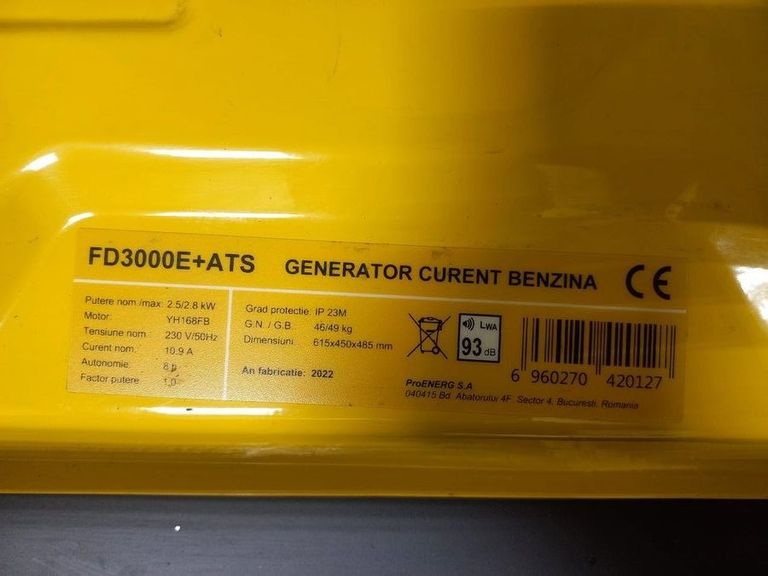 FD3000E+ATS GENERATOR CURENT BENZINA CE
Putere nom./max: 2.5/2.8 kW
Motor: YH168FB
Tensiune nom. 230 V/50Hz
Curent nom. 10.9 A
Autonomie: 8 h
Factor putere 1.0
Grad protectie: IP 23M
G.N. / G.B. 46/49 kg
Dimensiuni: 615x450x485 mm
An fabricatie: 2022
LWA
93 dB
6 960270 420127
ProENERG S.A
040415 Bd. Abatorului 4F, Sector 4, Bucuresti, Romania